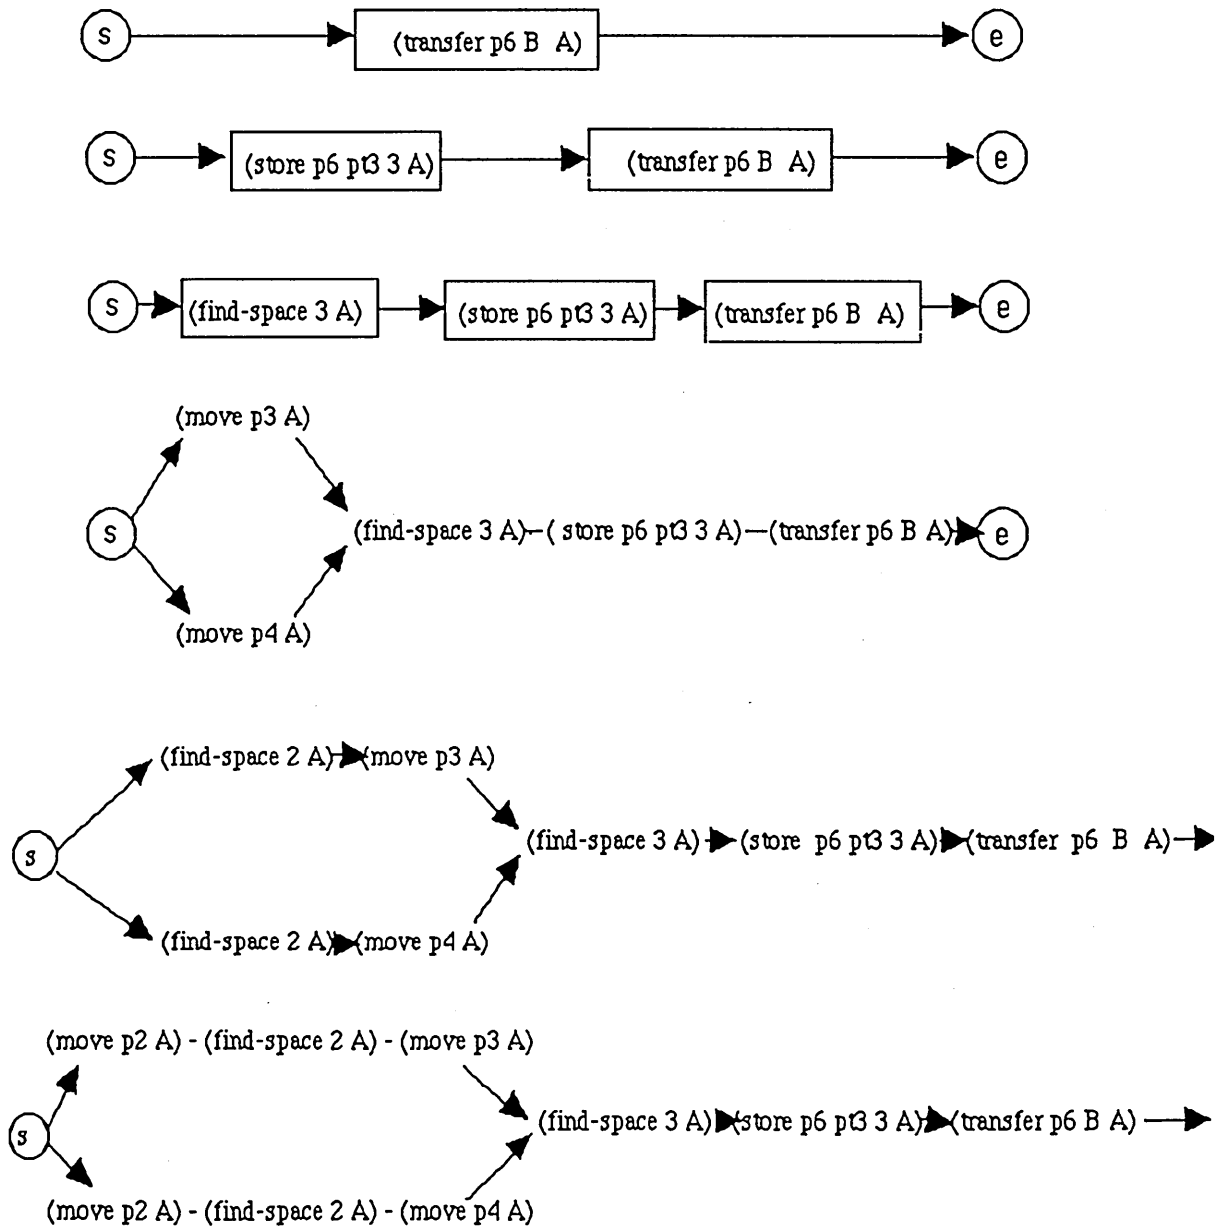 s (transfer p6 B A) e
s (store p6 pt3 3 A) (transfer p6 B A) e
s (find-space 3 A) (store p6 pt3 3 A) (transfer p6 B A) e
(move p3 A)
s (find-space 3 A)-( store p6 pt3 3 A)-(transfer p6 B A) e
(move p4 A)
(find-space 2 A) (move p3 A)
s (find-space 3 A) (store p6 pt3 3 A) (transfer p6 B A)
(find-space 2 A) (move p4 A)
(move p2 A) - (find-space 2 A) - (move p3 A)
s (find-space 3 A) (store p6 pt3 3 A) (transfer p6 B A)
(move p2 A) - (find-space 2 A) - (move p4 A)